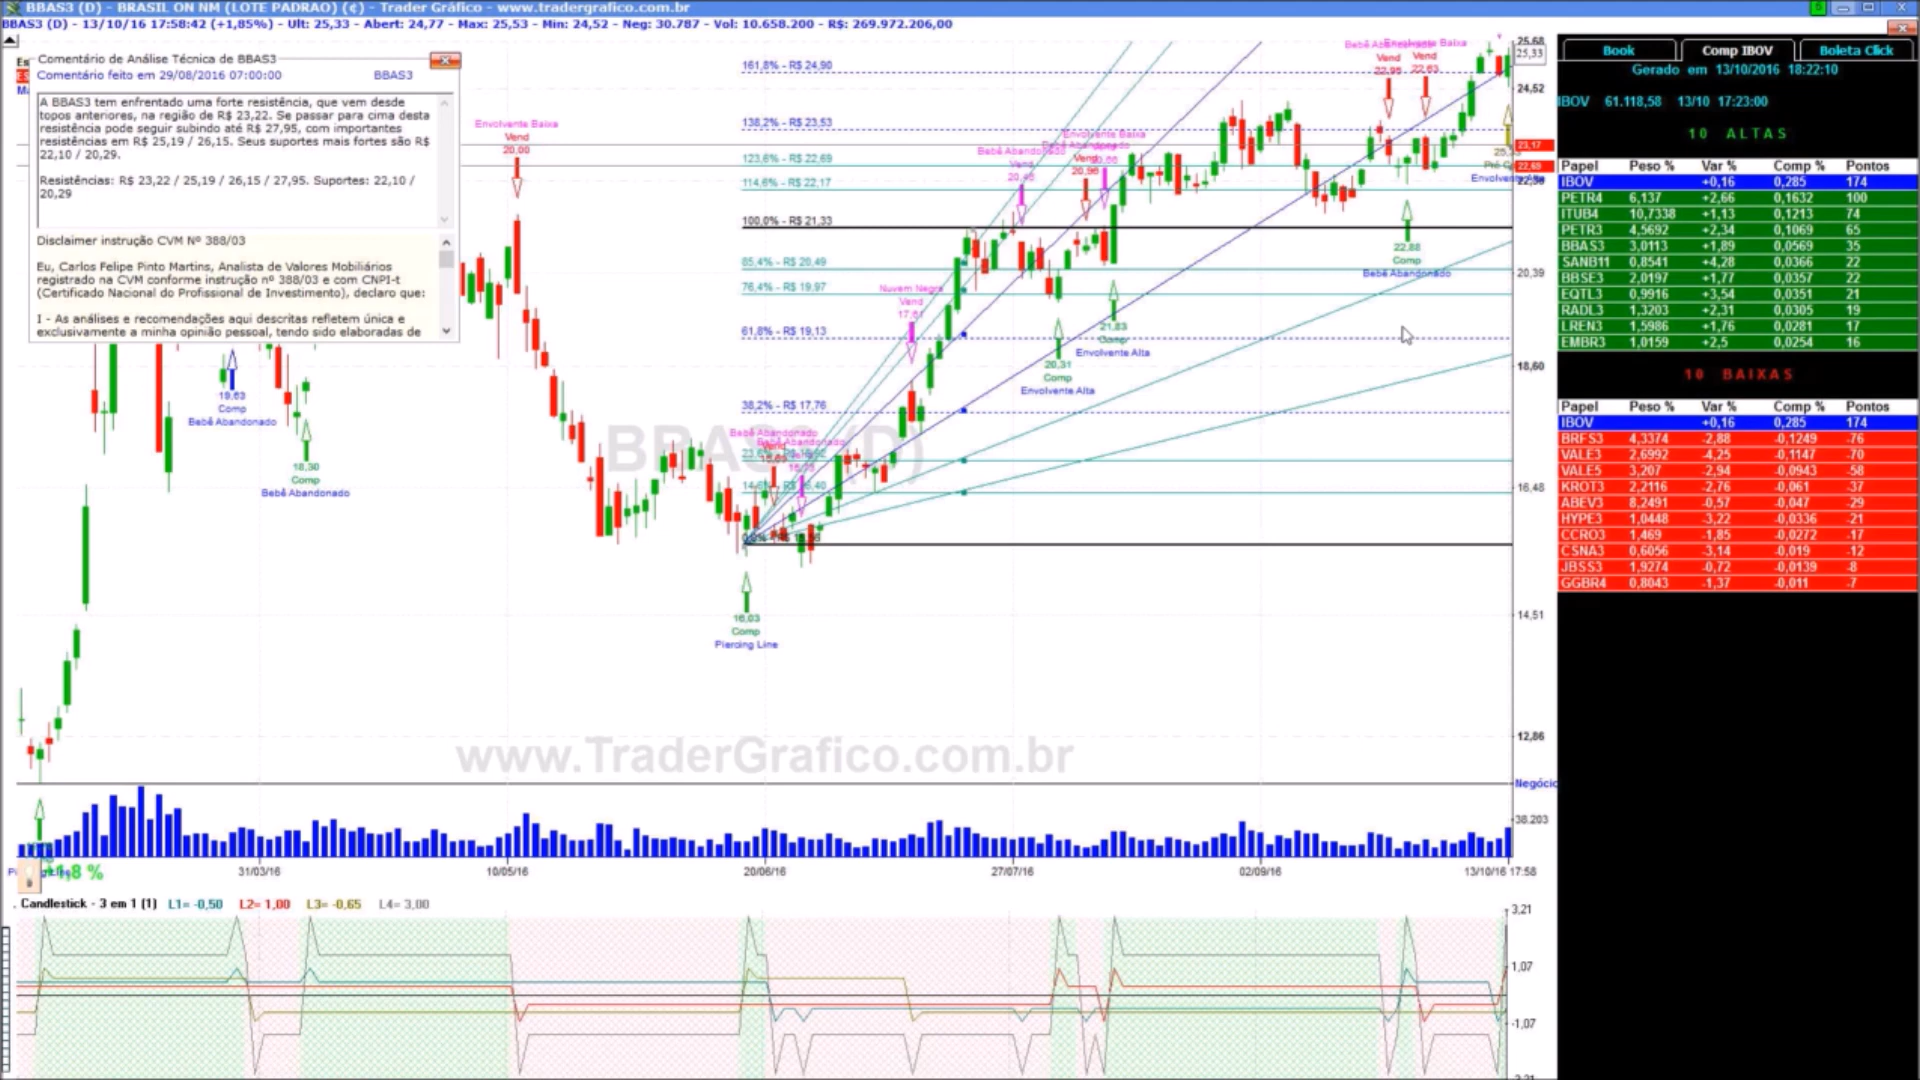 BBAS3 (D) - BRASIL ON NM (LOTE PADRAO) (¢) - Trader Gráfico - www.tradergrafico.com.br
BBAS3 (D) - 13/10/16 17:58:42 (+1,85%) - Ult: 25,33 - Abert: 24,77 - Max: 25,53 - Min: 24,52 - Neg: 30.787 - Vol: 10.658.200 - R$: 269.972.206,00
Comentário de Análise Técnica de BBAS3
Comentário feito em 29/08/2016 07:00:00 BBAS3
A BBAS3 tem enfrentado uma forte resistência, que vem desde
topos anteriores, na região de R$ 23,22. Se passar para cima desta
resistência pode seguir subindo até R$ 27,95, com importantes
resistências em R$ 25,19 / 26,15. Seus suportes mais fortes são R$
22,10 / 20,29.
Resistências: R$ 23,22 / 25,19 / 26,15 / 27,95. Suportes: 22,10 /
20,29
Disclaimer instrução CVM Nº 388/03
Eu, Carlos Felipe Pinto Martins, Analista de Valores Mobiliários
registrado na CVM conforme instrução nº 388/03 e com CNPI-t
(Certificado Nacional do Profissional de Investimento), declaro que:
I - As análises e recomendações aqui descritas refletem única e
exclusivamente a minha opinião pessoal, tendo sido elaboradas de
19,63
Comp
Bebê Abandonado
18,30
Comp
Bebê Abandonado
Envolvente Baixa
Vend
20,00
161,8% - R$ 24,90
138,2% - R$ 23,53
123,6% - R$ 22,69
114,6% - R$ 22,17
100,0% - R$ 21,33
85,4% - R$ 20,49
76,4% - R$ 19,97
61,8% - R$ 19,13
38,2% - R$ 17,76
Bebê Abandonado
16,03
Comp
Piercing Line
Nuvem Negra
Vend
Bebê Abandonado
Vend
Envolvente Baixa
Vend
20,31
Comp
Envolvente Alta
21,83
Comp
Envolvente Alta
Envolvente Baixa
Vend
22,95
Vend
22,63
22,88
Comp
Bebê Abandonado
BBAS3 (D)
www.TraderGrafico.com.br
25,68
25,33
24,52
23,17
22,69
20,39
18,60
16,48
14,51
12,86
Negóci
38.203
31/03/16
10/05/16
20/06/16
27/07/16
02/09/16
13/10/16 17:58
Candlestick - 3 em 1 (1) L1= -0,50 L2= 1,00 L3= -0,65 L4= 3,00
3,21
1,07
-1,07
Book
Comp IBOV
Boleta Click
Gerado em 13/10/2016 18:22:10
IBOV 61.118,58 13/10 17:23:00
10 ALTAS
Papel Peso % Var % Comp % Pontos
IBOV +0,16 0,285 174
PETR4 6,137 +2,66 0,1632 100
ITUB4 10,7338 +1,13 0,1213 74
PETR3 4,5692 +2,34 0,1069 65
BBAS3 3,0113 +1,89 0,0569 35
SANB11 0,8541 +4,28 0,0366 22
BBSE3 2,0197 +1,77 0,0357 22
EQTL3 0,9916 +3,54 0,0351 21
RADL3 1,3203 +2,31 0,0305 19
LREN3 1,5986 +1,76 0,0281 17
EMBR3 1,0159 +2,5 0,0254 16
10 BAIXAS
Papel Peso % Var % Comp % Pontos
IBOV +0,16 0,285 174
BRFS3 4,3374 -2,88 -0,1249 -76
VALE3 2,6992 -4,25 -0,1147 -70
VALE5 3,207 -2,94 -0,0943 -58
KROT3 2,2116 -2,76 -0,061 -37
ABEV3 8,2491 -0,57 -0,047 -29
HYPE3 1,0448 -3,22 -0,0336 -21
CCRO3 1,469 -1,85 -0,0272 -17
CSNA3 0,6056 -3,14 -0,019 -12
JBSS3 1,9274 -0,72 -0,0139 -8
GGBR4 0,8043 -1,37 -0,011 -7